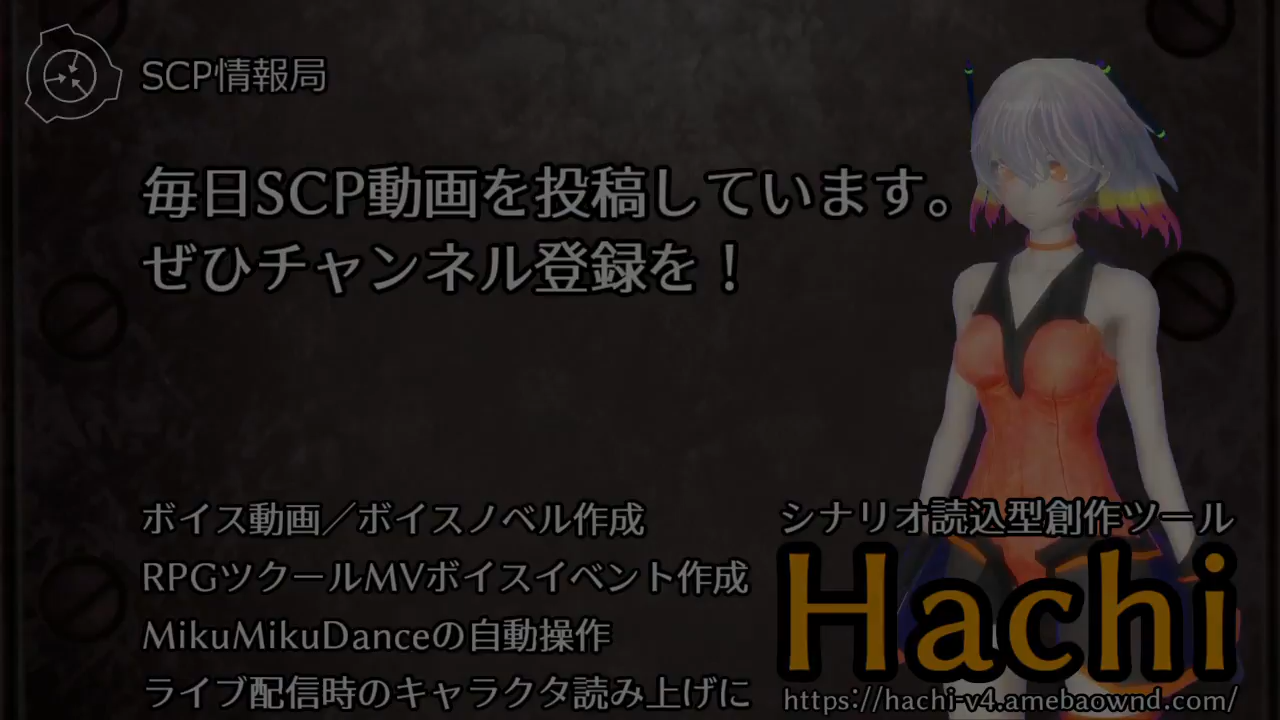 SCP情報局
毎日SCP動画を投稿しています。
ぜひチャンネル登録を！
ボイス動画／ボイスノベル作成
RPGツクールMVボイスイベント作成
MikuMikuDanceの自動操作
ライブ配信時のキャラクタ読み上げに
シナリオ読込型創作ツール
Hachi
https://hachi-v4.amebaownd.com/